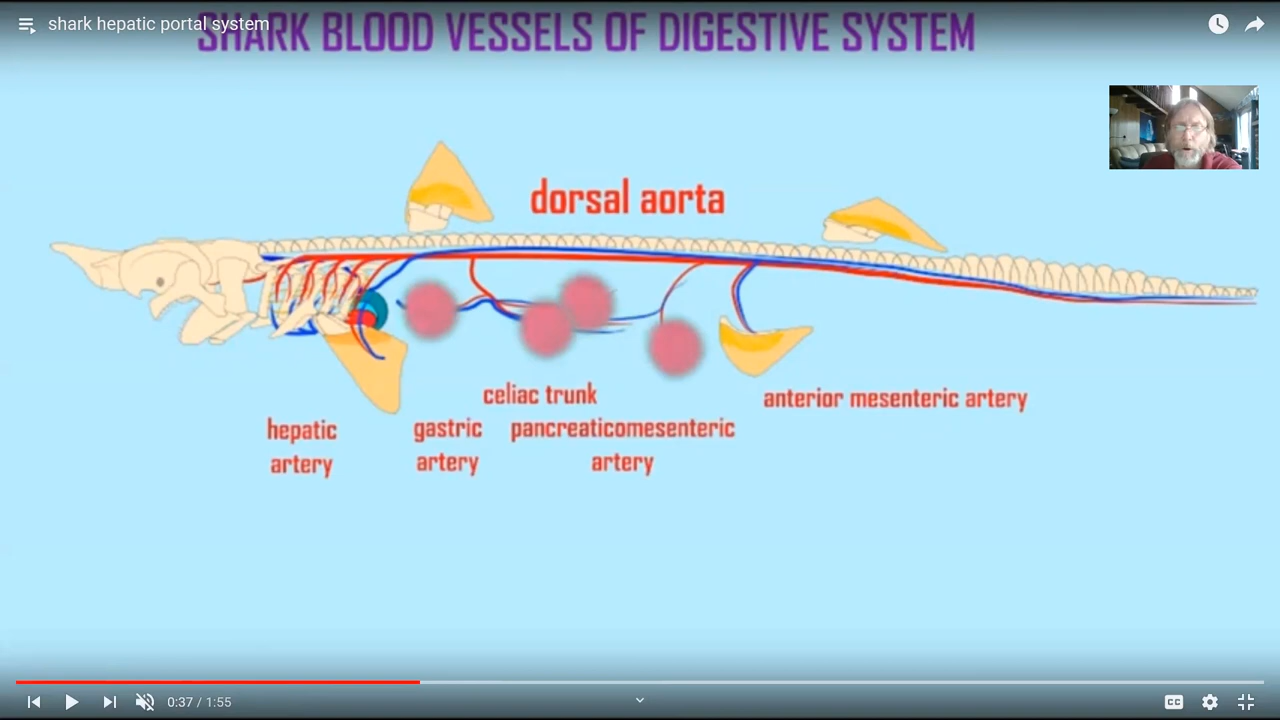 shark hepatic portal system
SHARK BLOOD VESSELS OF DIGESTIVE SYSTEM
dorsal aorta
celiac trunk
anterior mesenteric artery
hepatic
artery
gastric
artery
pancreaticomesenteric
artery
0:37 / 1:55
CC